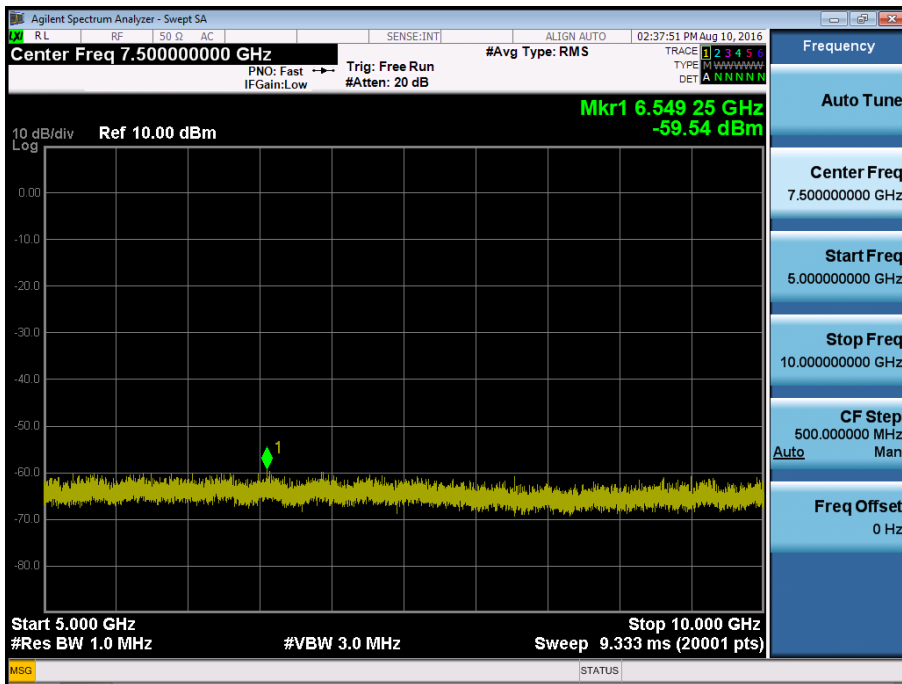 Agilent Spectrum Analyzer - Swept SA
LXI RL RF 50 Ω AC SENSE:INT ALIGN AUTO 02:37:51 PM Aug 10, 2016
Center Freq 7.500000000 GHz #Avg Type: RMS TRACE 1 2 3 4 5 6
PNO: Fast Trig: Free Run TYPE M WWWWW
IFGain:Low #Atten: 20 dB DET A N N N N N
Mkr1 6.549 25 GHz
10 dB/div Ref 10.00 dBm -59.54 dBm
Log
0.00
-10.0
-20.0
-30.0
-40.0
-50.0
1
-60.0
-70.0
-80.0
Start 5.000 GHz Stop 10.000 GHz
#Res BW 1.0 MHz #VBW 3.0 MHz Sweep 9.333 ms (20001 pts)
MSG STATUS
Frequency
Auto Tune
Center Freq
7.500000000 GHz
Start Freq
5.000000000 GHz
Stop Freq
10.000000000 GHz
CF Step
500.000000 MHz
Auto Man
Freq Offset
0 Hz